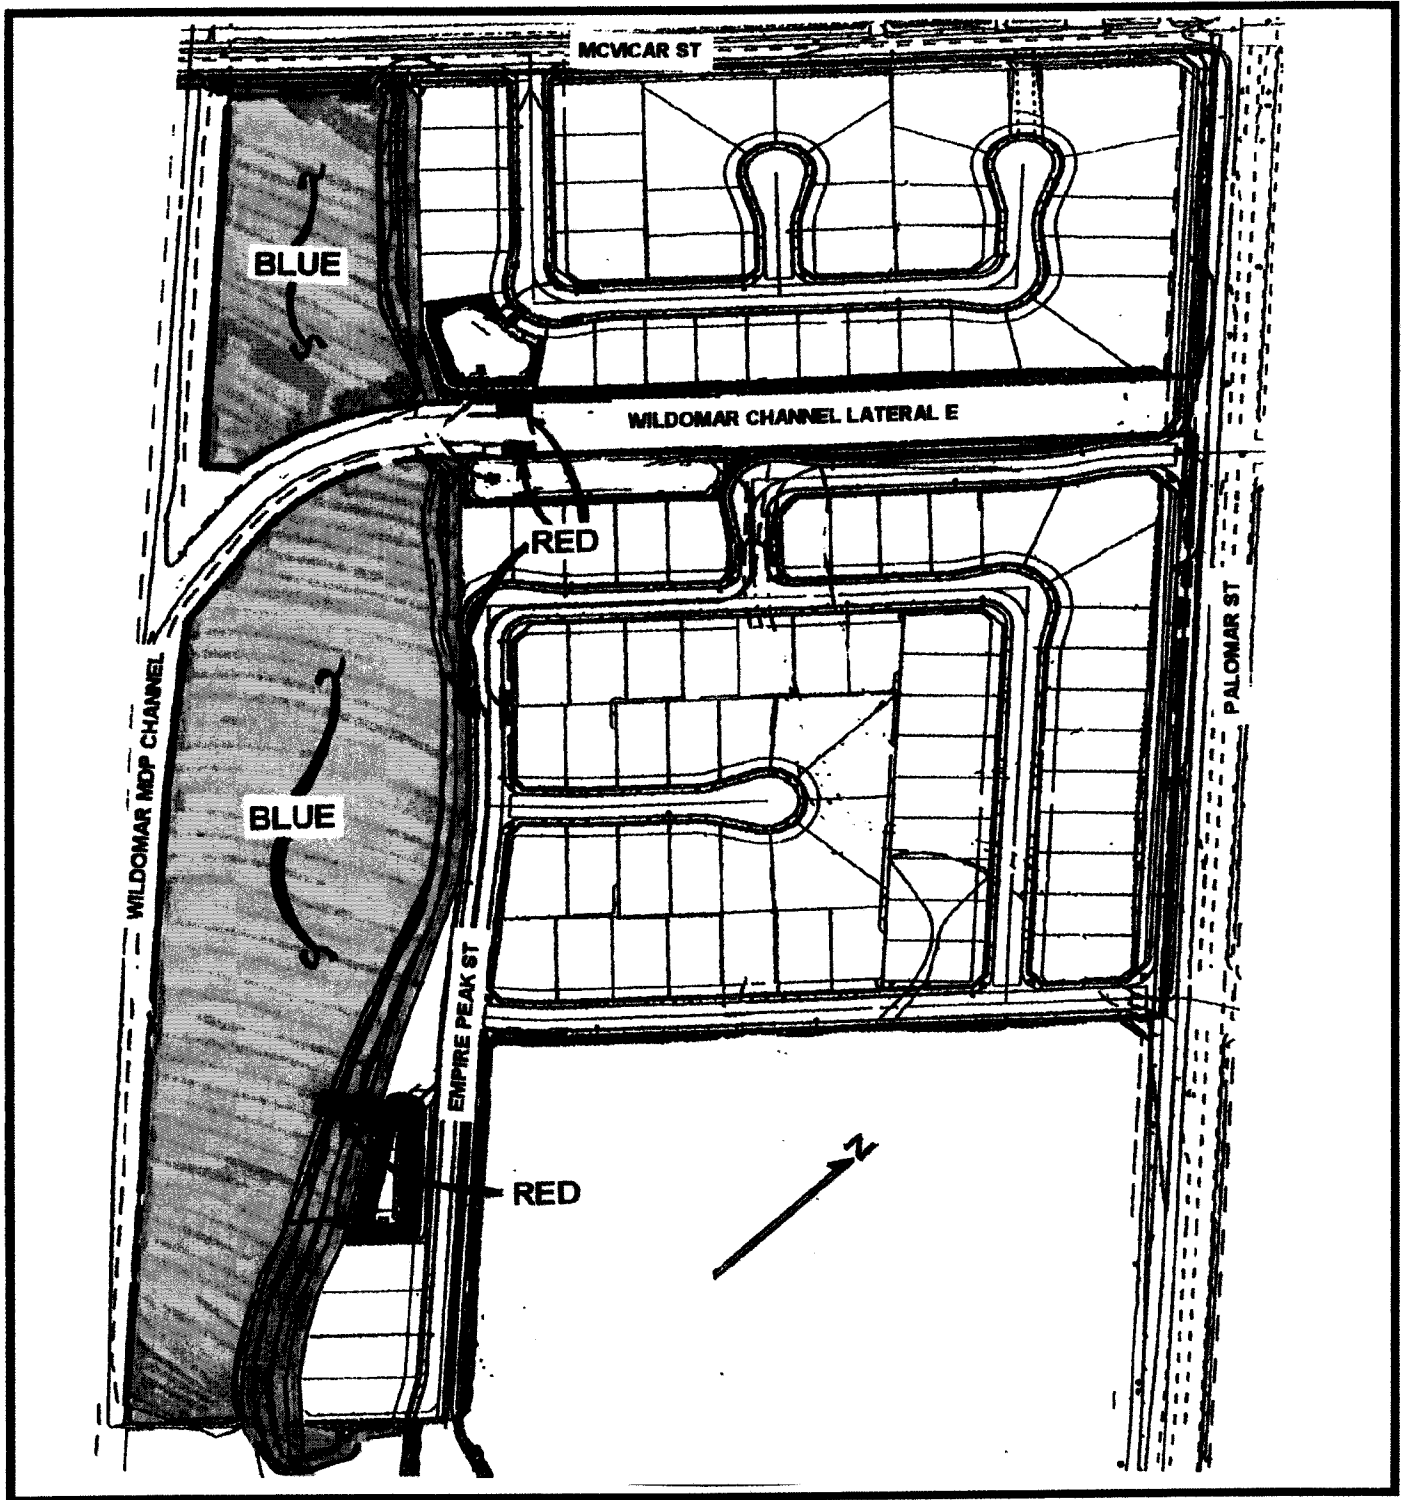 MCVICAR ST
BLUE
WILDOMAR CHANNEL LATERAL E
RED
PALOMAR ST
WILDOMAR MDP CHANNEL
BLUE
EMPIRE PEAK ST
N
RED